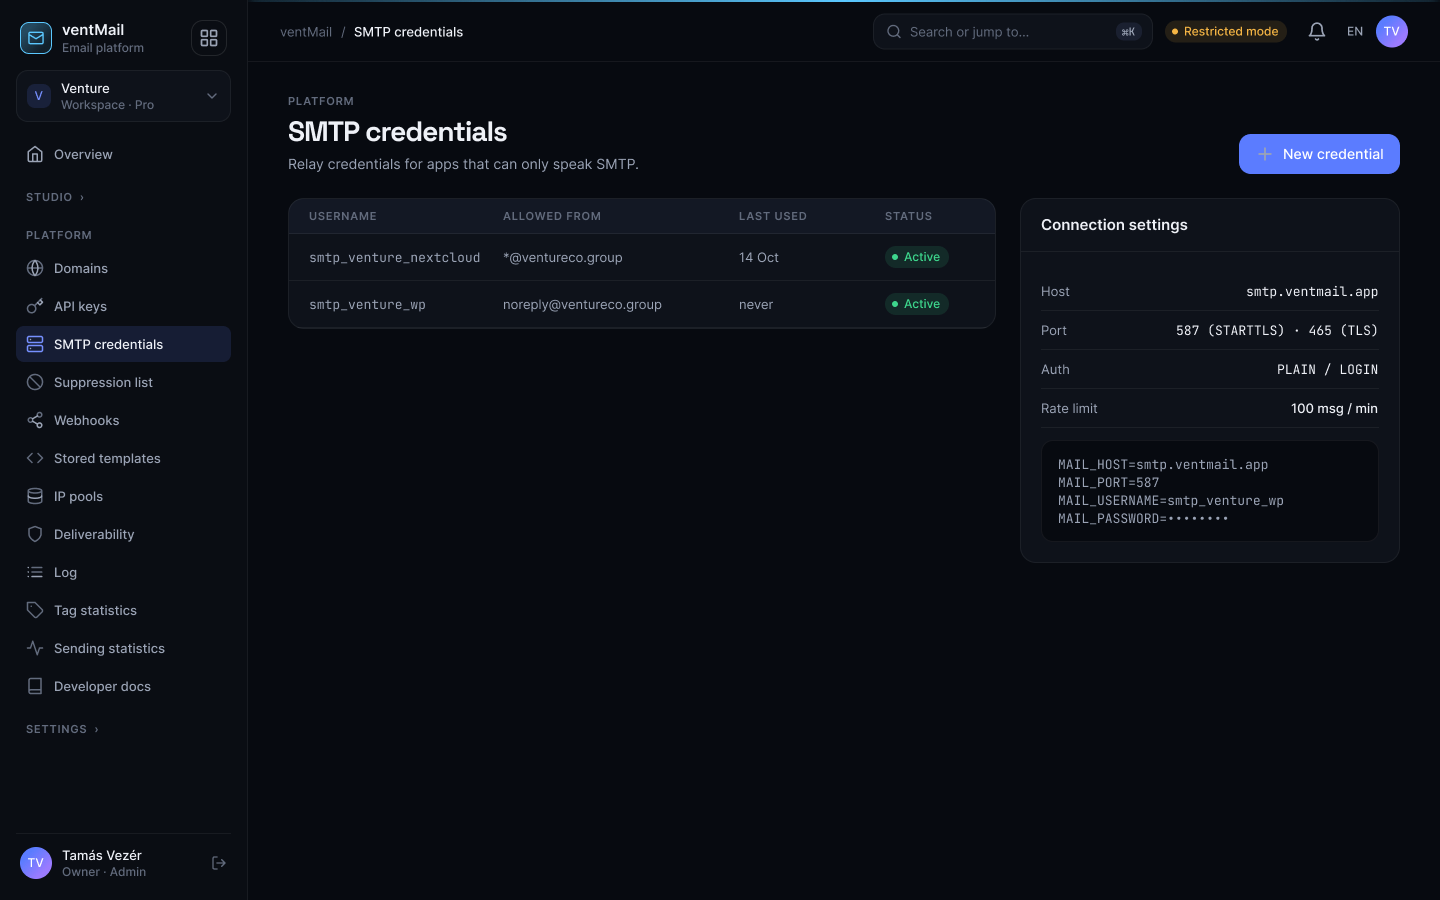 ventMail
Email platform
V
Venture
Workspace · Pro
Overview
STUDIO ›
PLATFORM
Domains
API keys
SMTP credentials
Suppression list
Webhooks
Stored templates
IP pools
Deliverability
Log
Tag statistics
Sending statistics
Developer docs
SETTINGS ›
TV
Tamás Vezér
Owner · Admin
ventMail / SMTP credentials
Search or jump to...
⌘K
Restricted mode
EN
TV
PLATFORM
SMTP credentials
Relay credentials for apps that can only speak SMTP.
New credential
USERNAME ALLOWED FROM LAST USED STATUS
smtp_venture_nextcloud *@ventureco.group 14 Oct Active
smtp_venture_wp noreply@ventureco.group never Active
Connection settings
Host smtp.ventmail.app
Port 587 (STARTTLS) · 465 (TLS)
Auth PLAIN / LOGIN
Rate limit 100 msg / min
MAIL_HOST=smtp.ventmail.app
MAIL_PORT=587
MAIL_USERNAME=smtp_venture_wp
MAIL_PASSWORD=••••••••